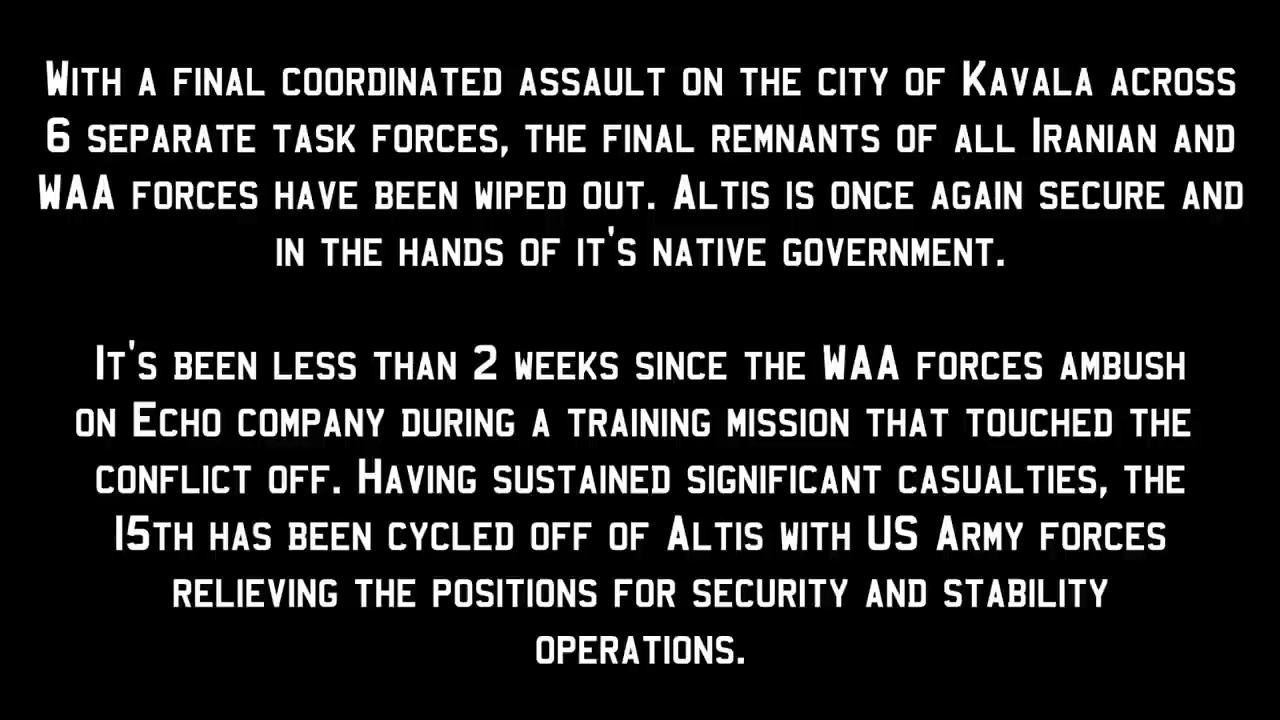 With a final coordinated assault on the city of Kavala across
6 separate task forces, the final remnants of all Iranian and
WAA forces have been wiped out. Altis is once again secure and
in the hands of it's native government.
It's been less than 2 weeks since the WAA forces ambush
on Echo company during a training mission that touched the
conflict off. Having sustained significant casualties, the
15th has been cycled off of Altis with US Army forces
relieving the positions for security and stability
operations.